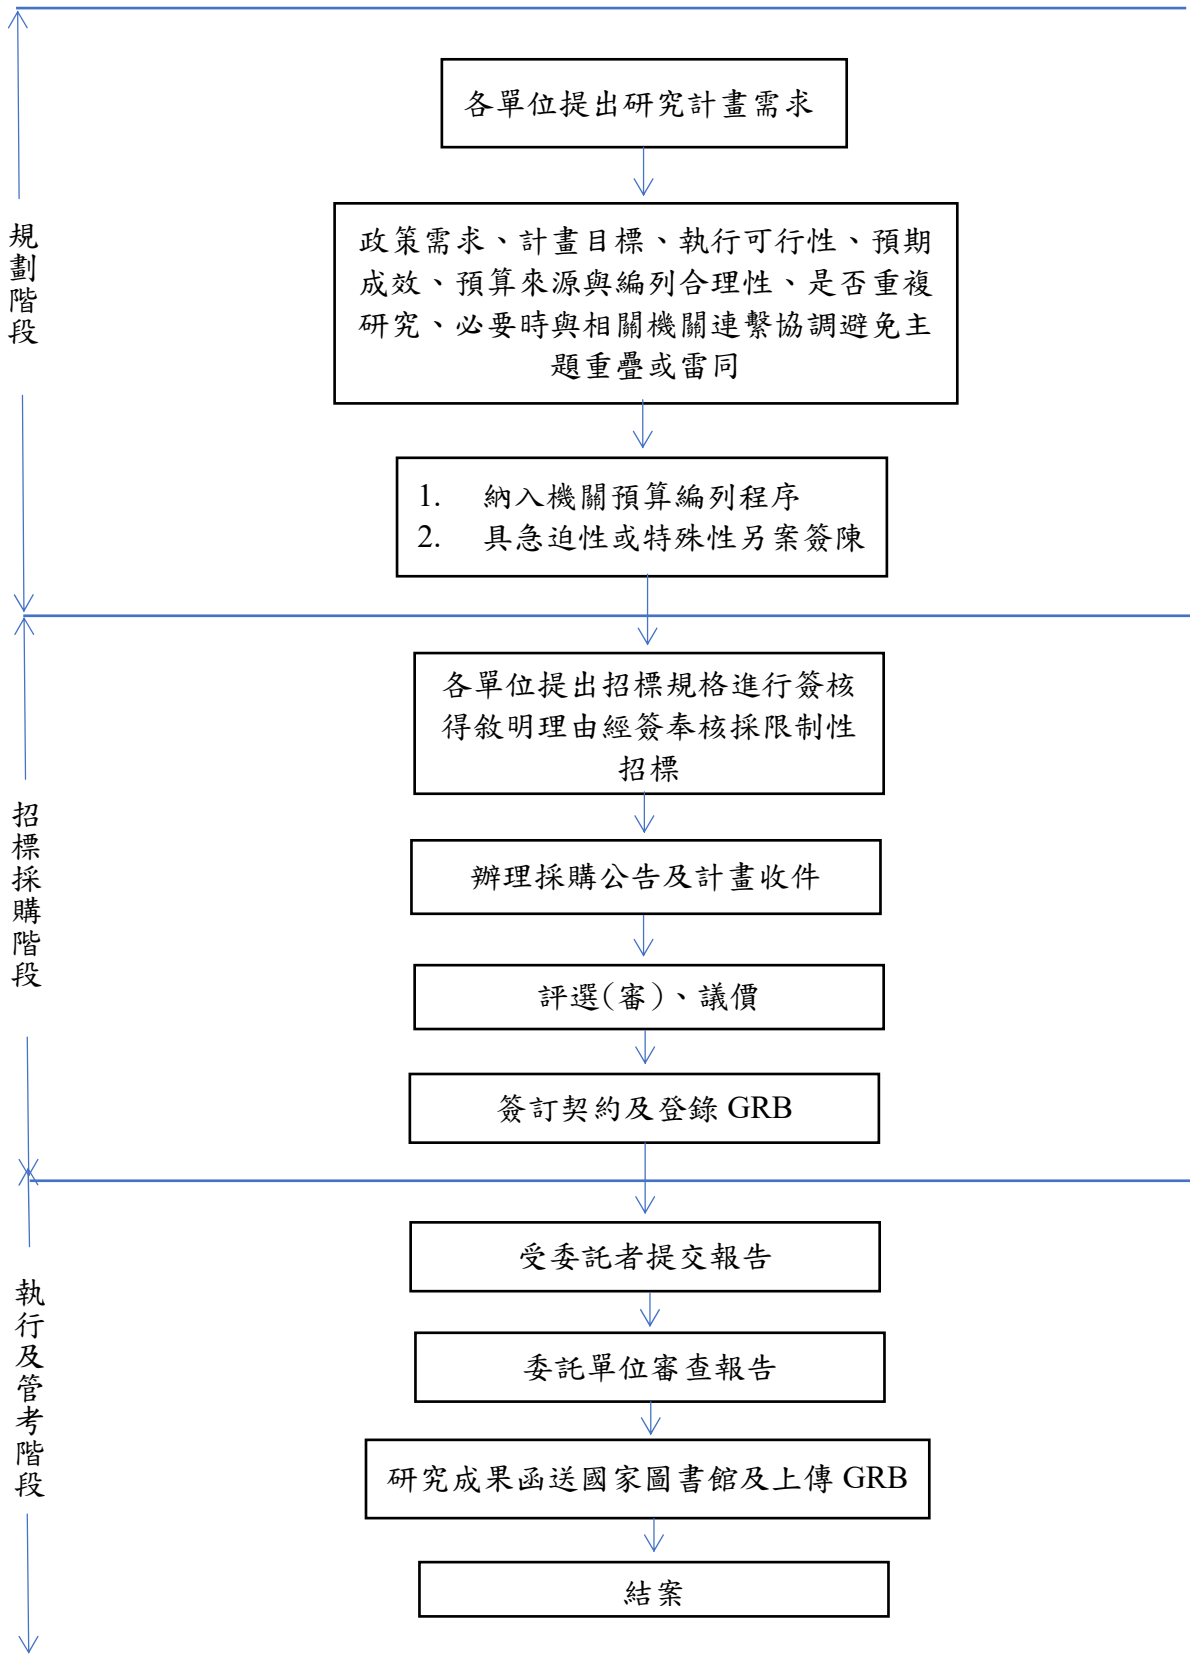 各單位提出研究計畫需求
政策需求、計畫目標、執行可行性、預期
成效、預算來源與編列合理性、是否重複
研究、必要時與相關機關連繫協調避免主
題重疊或雷同
1. 納入機關預算編列程序
2. 具急迫性或特殊性另案簽陳
規劃階段
各單位提出招標規格進行簽核
得敘明理由經簽奉核採限制性
招標
辦理採購公告及計畫收件
評選(審)、議價
簽訂契約及登錄 GRB
招標採購階段
受委託者提交報告
委託單位審查報告
研究成果函送國家圖書館及上傳 GRB
結案
執行及管考階段